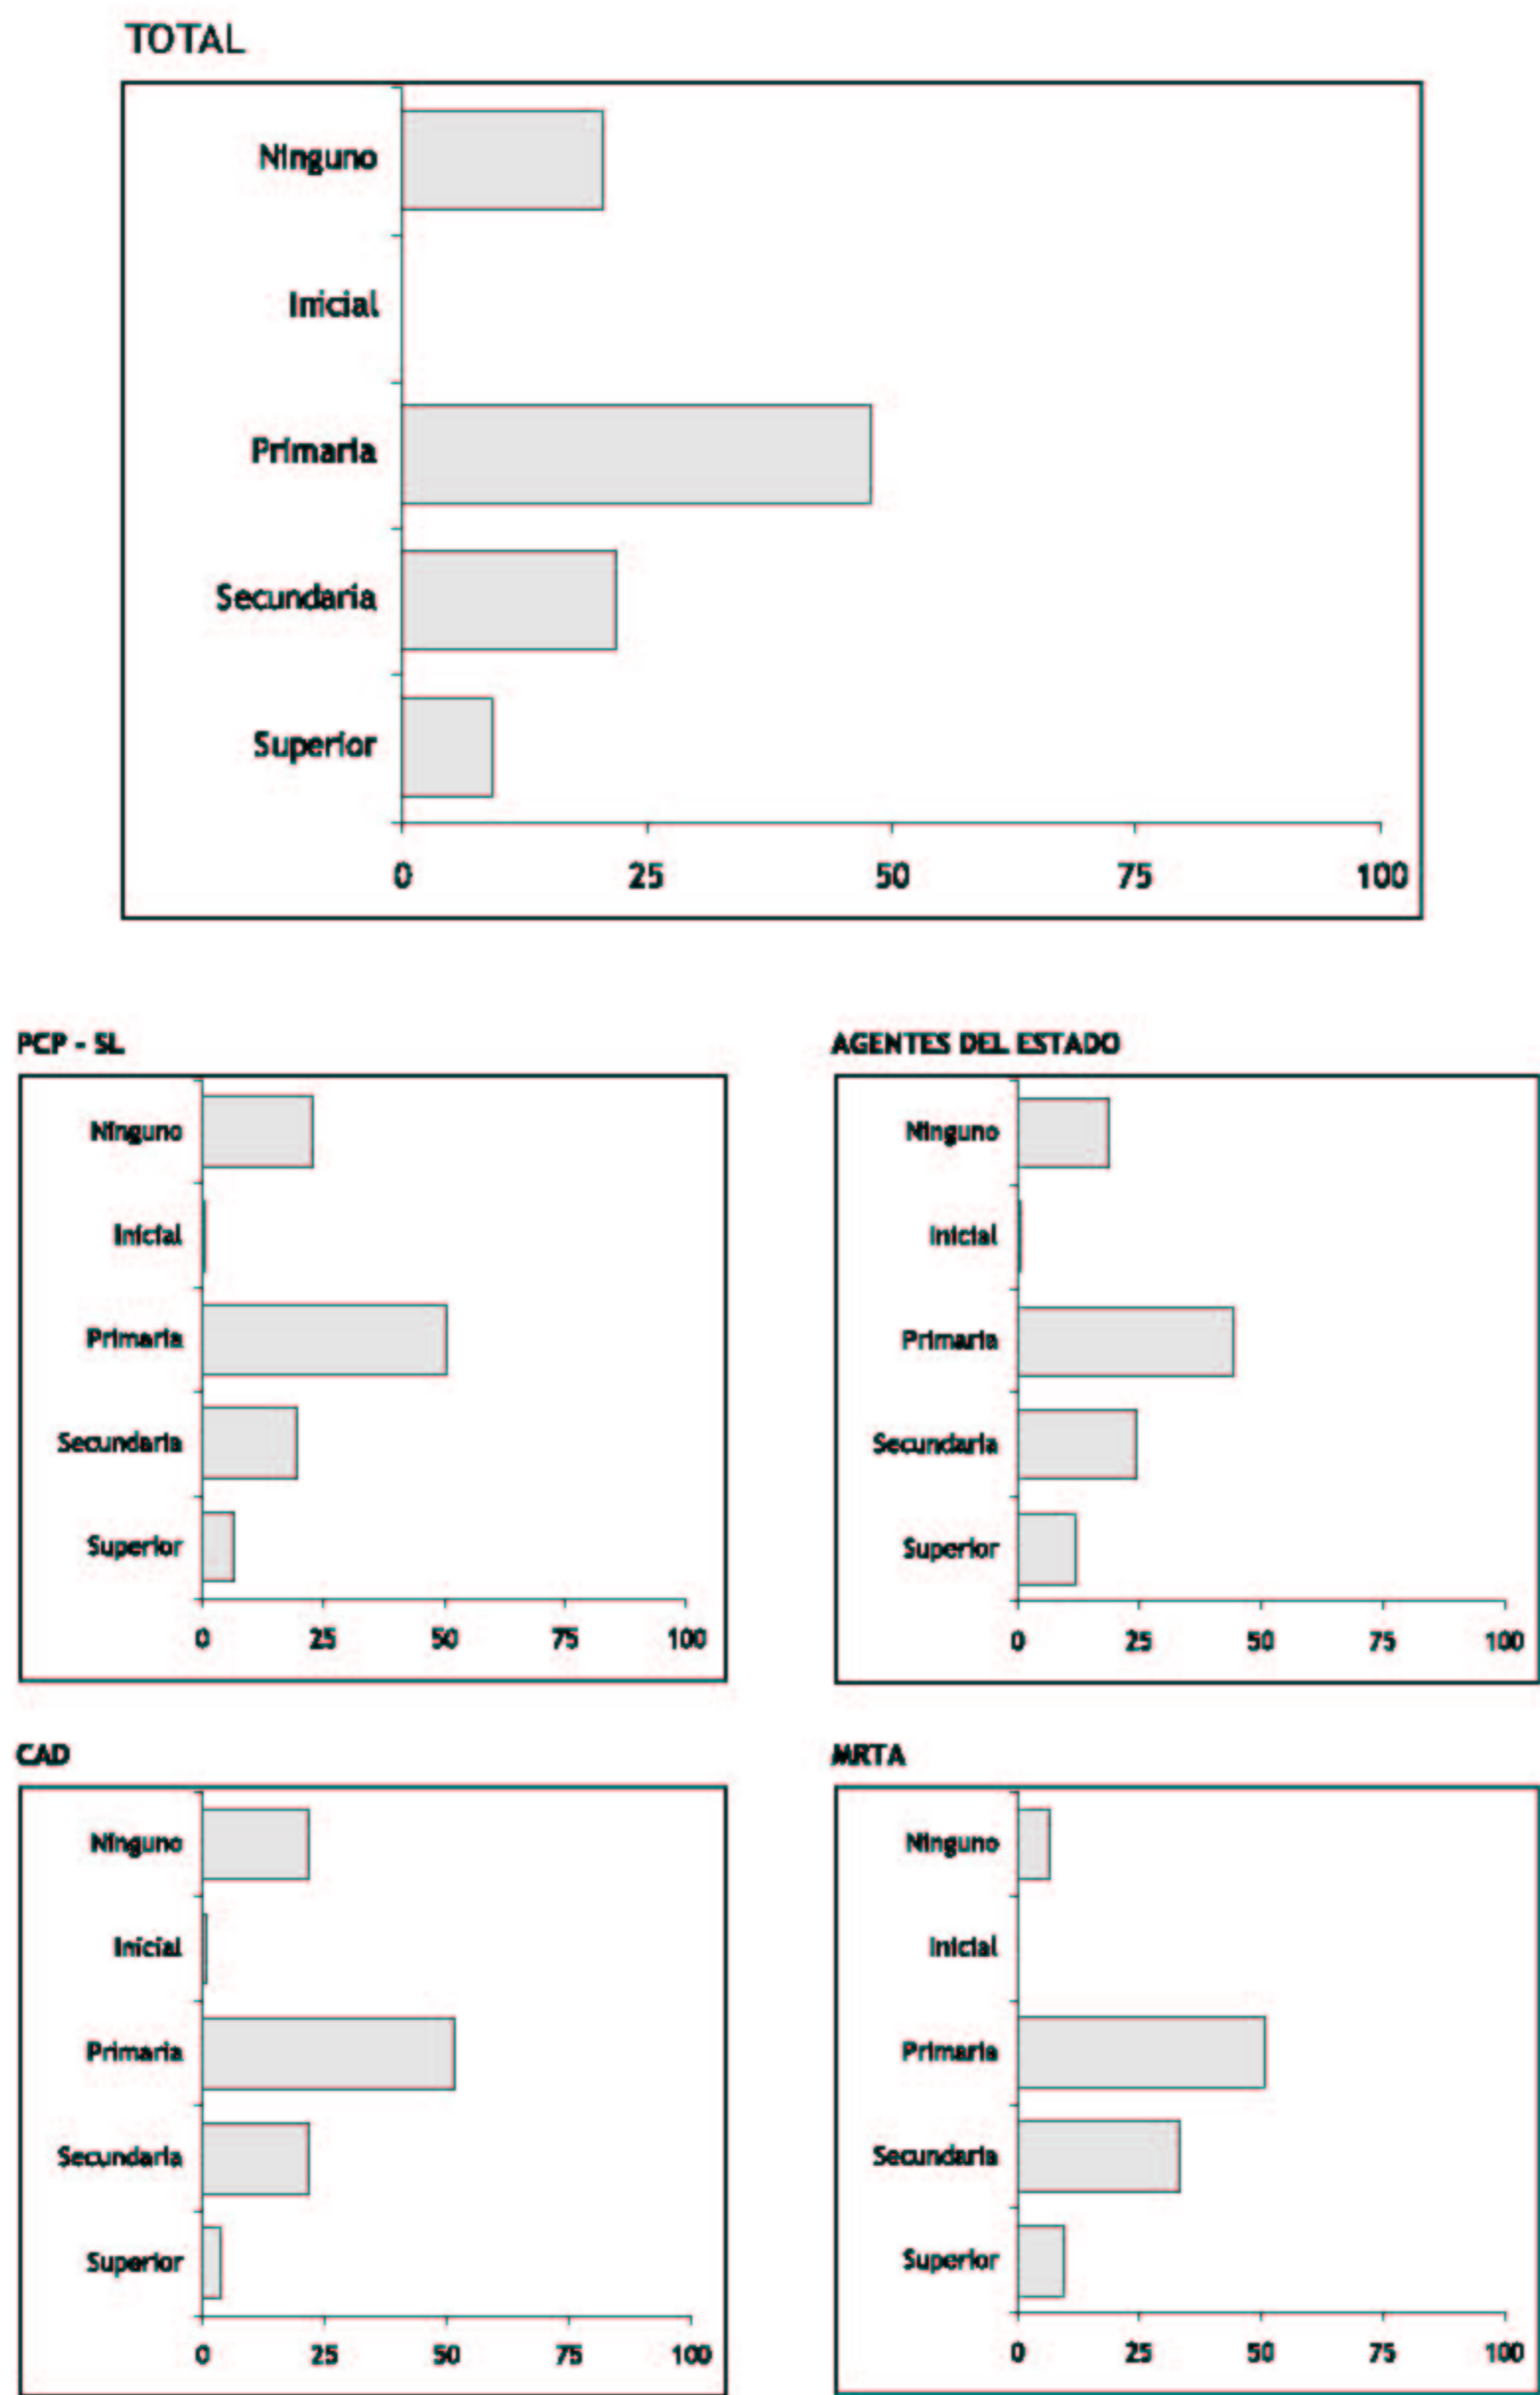 TOTAL
Ninguno
Inicial
Primaria
Secundaria
Superior
0 25 50 75 100
PCP - SL
Ninguno
Inicial
Primaria
Secundaria
Superior
0 25 50 75 100
AGENTES DEL ESTADO
Ninguno
Inicial
Primaria
Secundaria
Superior
0 25 50 75 100
CAD
Ninguno
Inicial
Primaria
Secundaria
Superior
0 25 50 75 100
MRTA
Ninguno
Inicial
Primaria
Secundaria
Superior
0 25 50 75 100